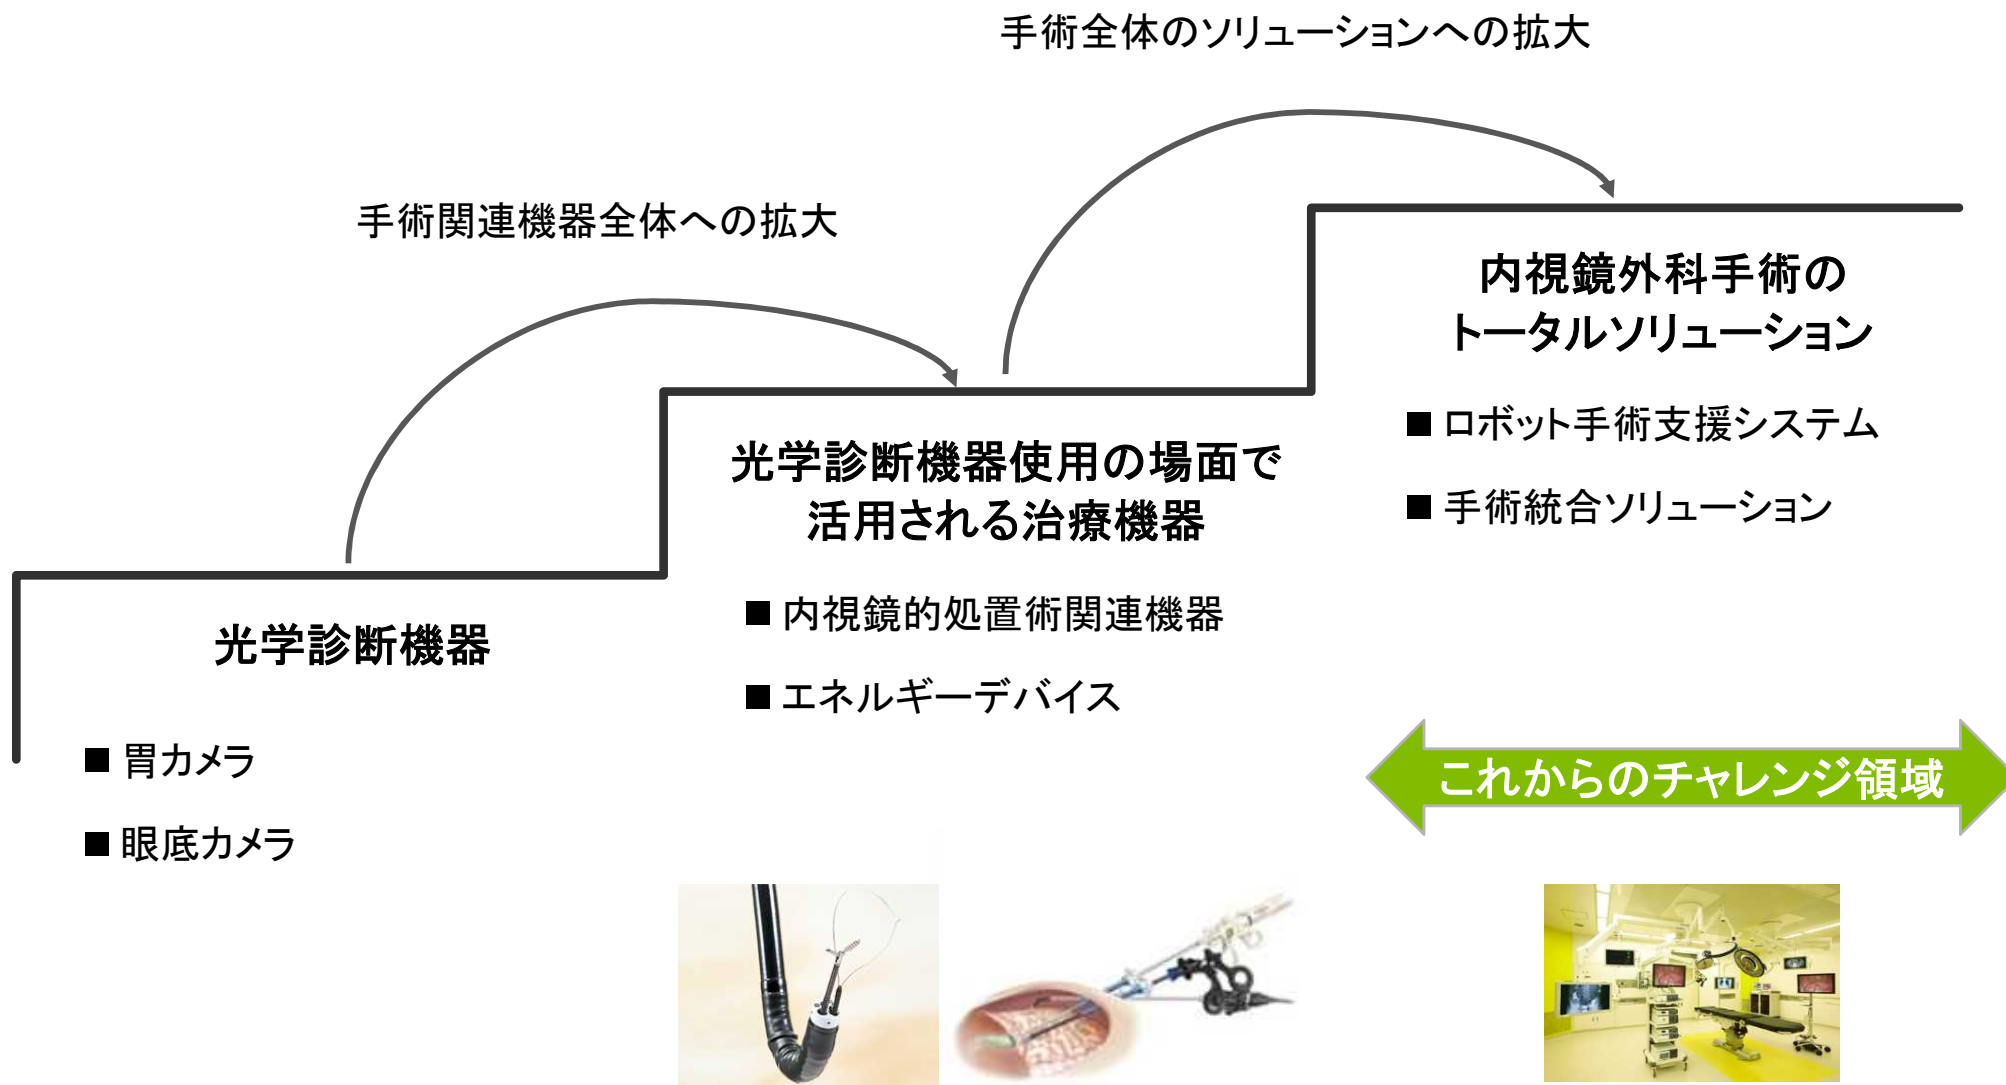 手術全体のソリューションへの拡大
手術関連機器全体への拡大
内視鏡外科手術の
トータルソリューション
■ ロボット手術支援システム
■ 手術統合ソリューション
光学診断機器使用の場面で
活用される治療機器
■ 内視鏡的処置術関連機器
■ エネルギーデバイス
光学診断機器
■ 胃カメラ
■ 眼底カメラ
これからのチャレンジ領域